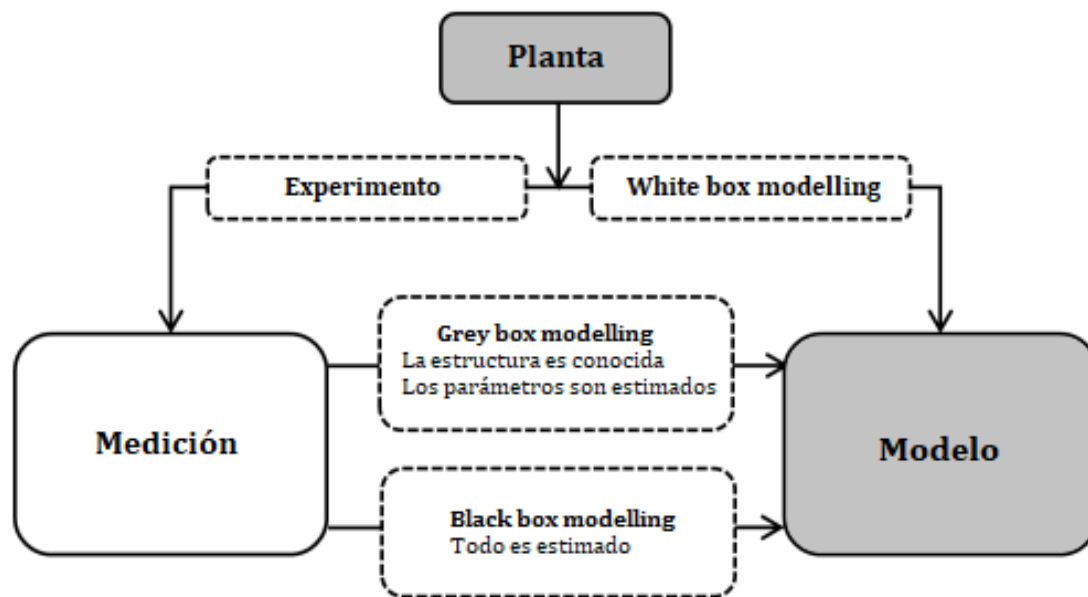 Planta
Experimento
White box modelling
Grey box modelling
La estructura es conocida
Los parámetros son estimados
Medición
Modelo
Black box modelling
Todo es estimado